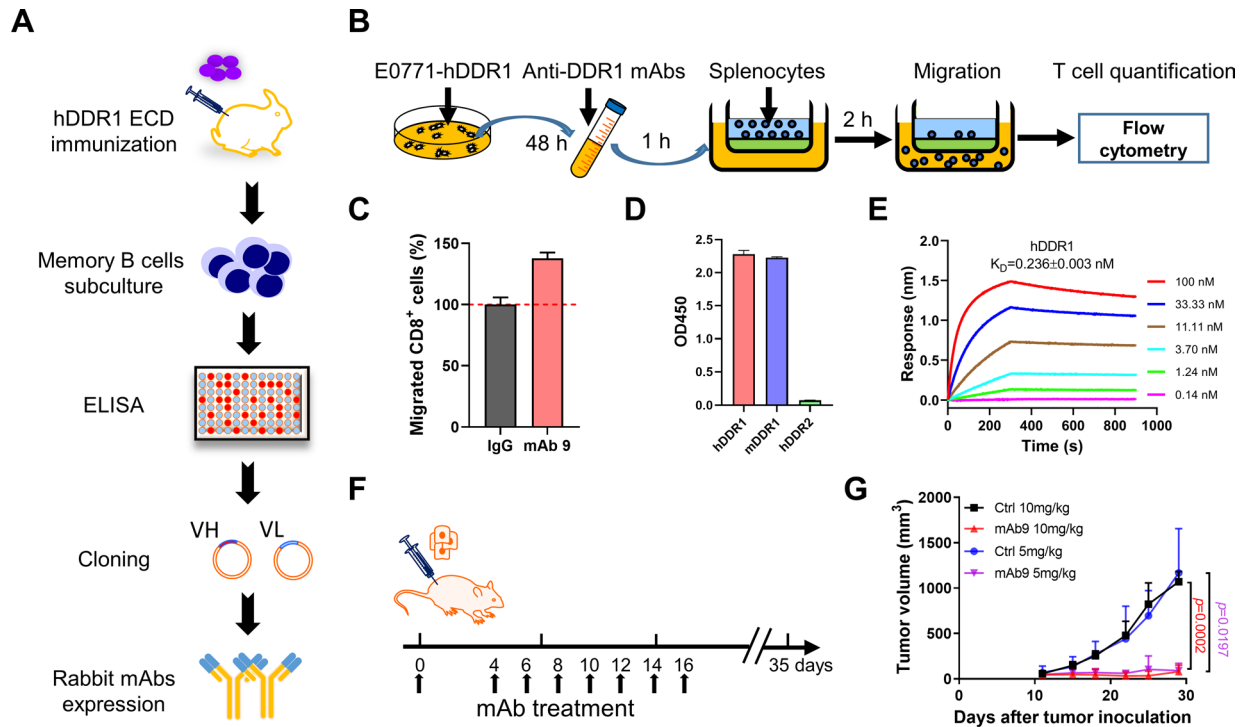 A
hDDR1 ECD
immunization
Memory B cells
subculture
ELISA
VH
VL
Cloning
Rabbit mAbs
expression
B
E0771-hDDR1
Anti-DDR1 mAbs
Splenocytes
Migration
T cell quantification
48 h
1 h
2 h
Flow
cytometry
C
Migrated CD8⁺ cells (%)
150
100
50
0
IgG
mAb 9
D
OD450
2.5
2.0
1.5
1.0
0.5
0.0
hDDR1
mDDR1
hDDR2
E
hDDR1
K_D=0.236±0.003 nM
Response (nm)
2.0
1.5
1.0
0.5
0.0
0
200
400
600
800
1000
Time (s)
100 nM
33.33 nM
11.11 nM
3.70 nM
1.24 nM
0.14 nM
F
0
7
14
35 days
4 6 8 10 12 14 16
mAb treatment
G
Tumor volume (mm³)
2000
1500
1000
500
0
0
10
20
30
Days after tumor inoculation
Ctrl 10mg/kg
mAb9 10mg/kg
Ctrl 5mg/kg
mAb9 5mg/kg
p=0.0002
p=0.0197